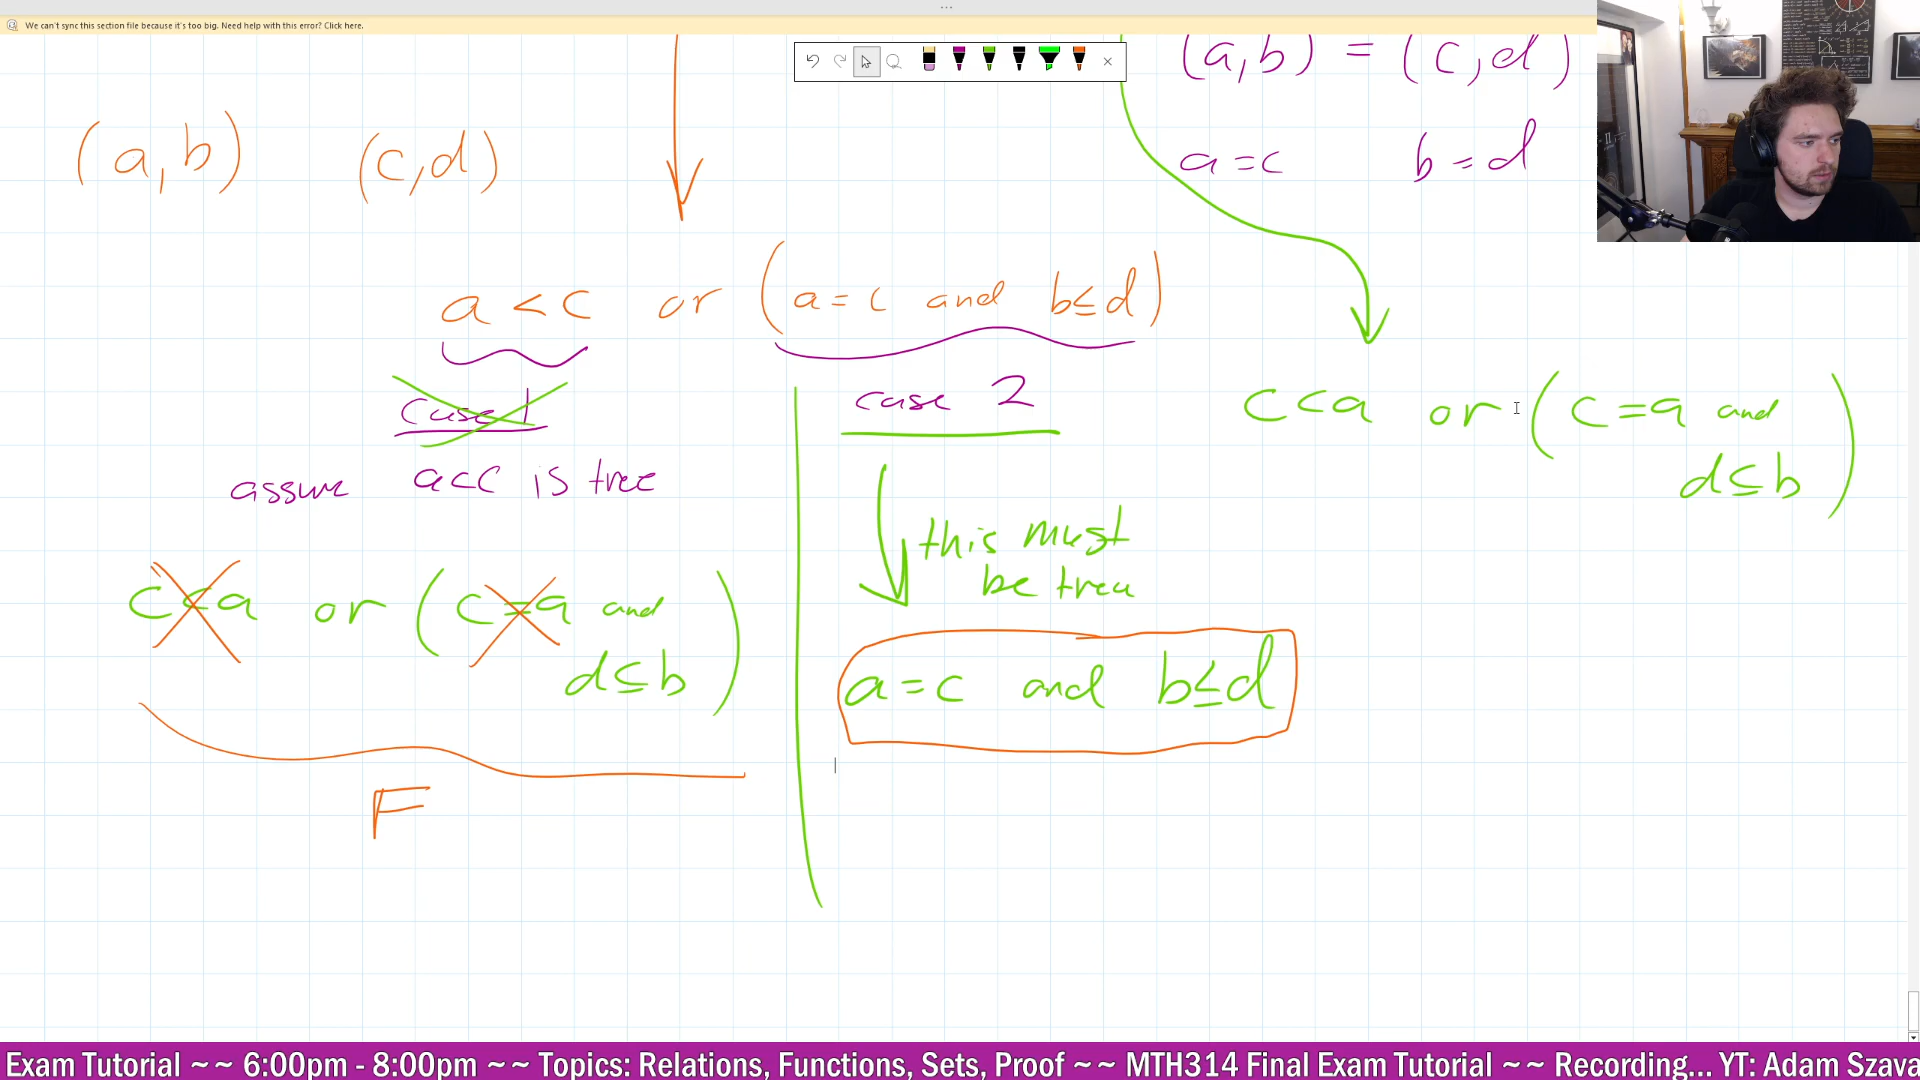 We can't sync this section file because it's too big. Need help with this error? Click here.
(a,b) = (c,d)
(a,b) (c,d)
a=c b=d
a<c or (a=c and b≤d)
case 1
case 2
c<a or (c=a and
d≤b)
assume a<c is true
this must
be true
c<a or (c=a and
d≤b)
a=c and b≤d
F
Exam Tutorial ~~ 6:00pm - 8:00pm ~~ Topics: Relations, Functions, Sets, Proof ~~ MTH314 Final Exam Tutorial ~~ Recording... YT: Adam Szava